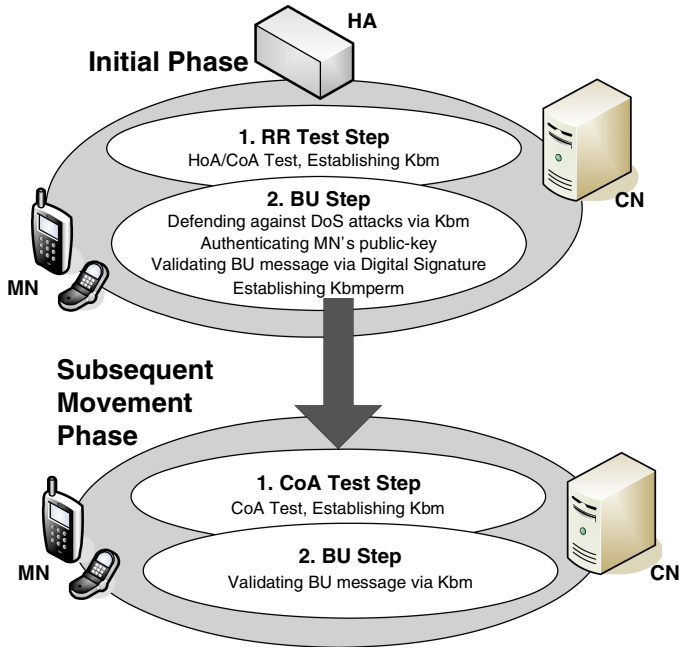 HA
Initial Phase
1. RR Test Step
HoA/CoA Test, Establishing Kbm
CN
2. BU Step
Defending against DoS attacks via Kbm
Authenticating MN's public-key
Validating BU message via Digital Signature
Establishing Kbmperm
MN
Subsequent
Movement
Phase
1. CoA Test Step
CoA Test, Establishing Kbm
2. BU Step
Validating BU message via Kbm
MN
CN